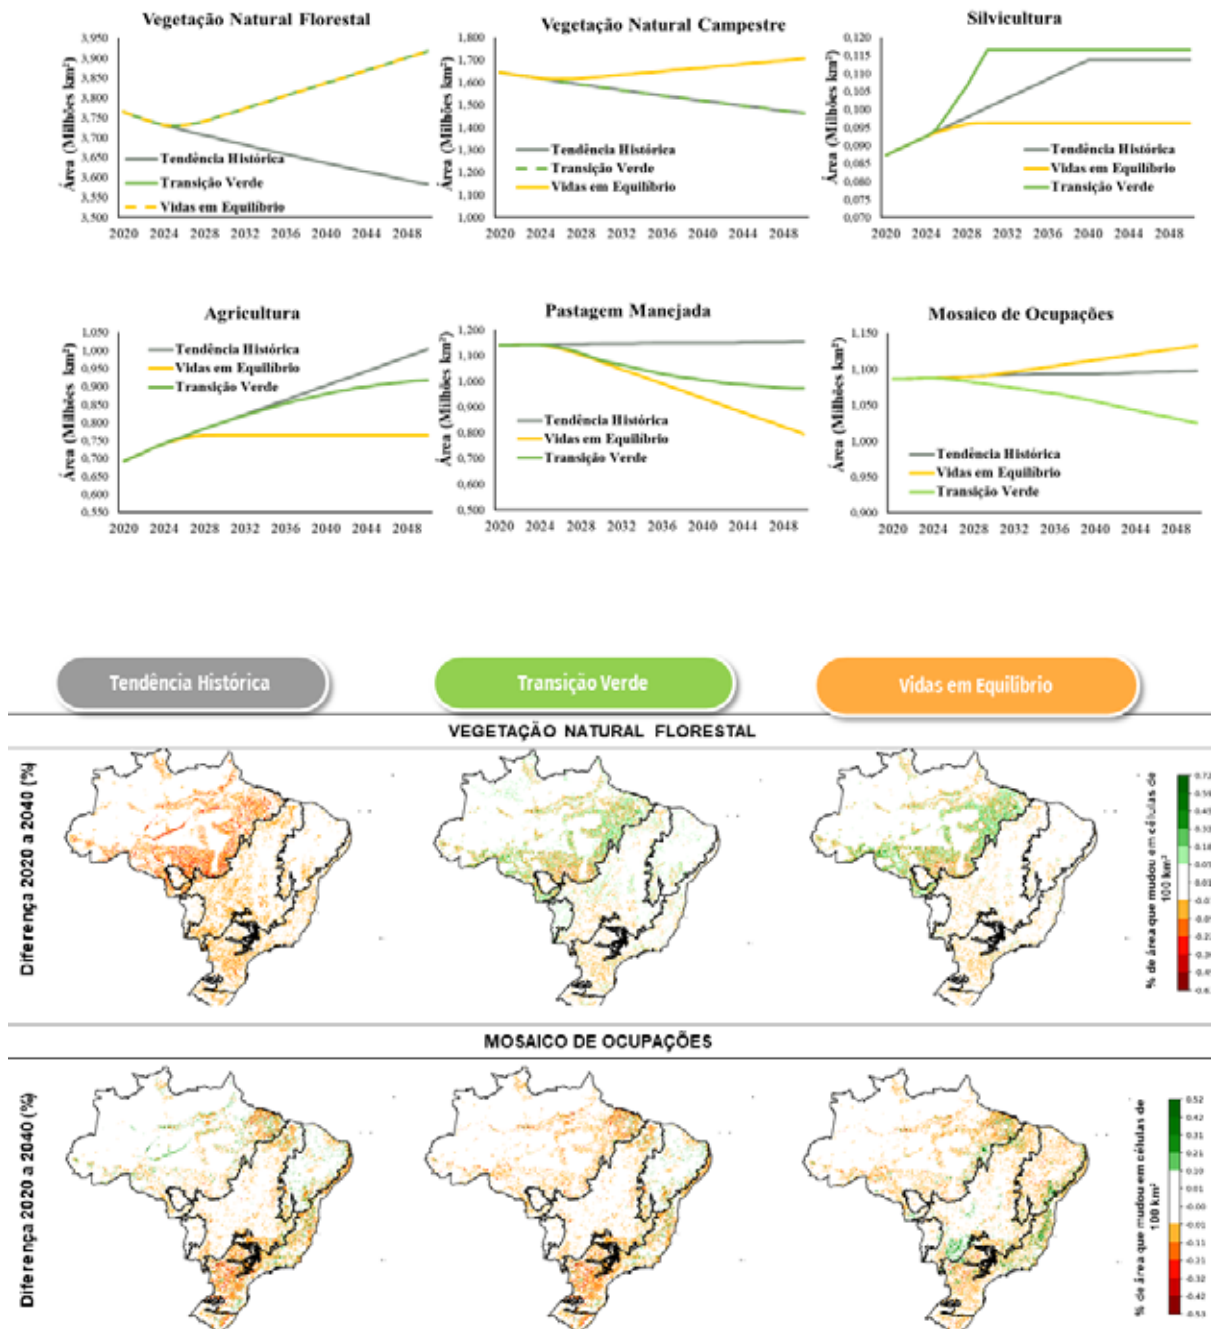 Vegetação Natural Florestal
Área (Milhões km²)
3,950
3,900
3,850
3,800
3,750
3,700
3,650
3,600
3,550
3,500
Tendência Histórica
Transição Verde
Vidas em Equilíbrio
2020 2024 2028 2032 2036 2040 2044 2048
Vegetação Natural Campestre
Área (Milhões km²)
1,800
1,700
1,600
1,500
1,400
1,300
1,200
1,100
1,000
Tendência Histórica
Transição Verde
Vidas em Equilíbrio
2020 2024 2028 2032 2036 2040 2044 2048
Silvicultura
Área (Milhões km²)
0,120
0,115
0,110
0,105
0,100
0,095
0,090
0,085
0,080
0,075
0,070
Tendência Histórica
Vidas em Equilíbrio
Transição Verde
2020 2024 2028 2032 2036 2040 2044 2048
Agricultura
Área (Milhões km²)
1,050
1,000
0,950
0,900
0,850
0,800
0,750
0,700
0,650
0,600
0,550
Tendência Histórica
Vidas em Equilíbrio
Transição Verde
2020 2024 2028 2032 2036 2040 2044 2048
Pastagem Manejada
Área (Milhões km²)
1,200
1,100
1,000
0,900
0,800
0,700
0,600
0,500
Tendência Histórica
Vidas em Equilíbrio
Transição Verde
2020 2024 2028 2032 2036 2040 2044 2048
Mosaico de Ocupações
Área (Milhões km²)
1,150
1,100
1,050
1,000
0,950
0,900
Tendência Histórica
Vidas em Equilíbrio
Transição Verde
2020 2024 2028 2032 2036 2040 2044 2048
Tendência Histórica
Transição Verde
Vidas em Equilíbrio
VEGETAÇÃO NATURAL FLORESTAL
Diferença 2020 a 2040 (%)
% de área que mudou em células de
100 km²
MOSAICO DE OCUPAÇÕES
Diferença 2020 a 2040 (%)
% de área que mudou em células de
100 km²
0.52
0.42
0.31
0.20
0.01
-0.00
-0.01
-0.11
-0.21
-0.32
-0.42
-0.53